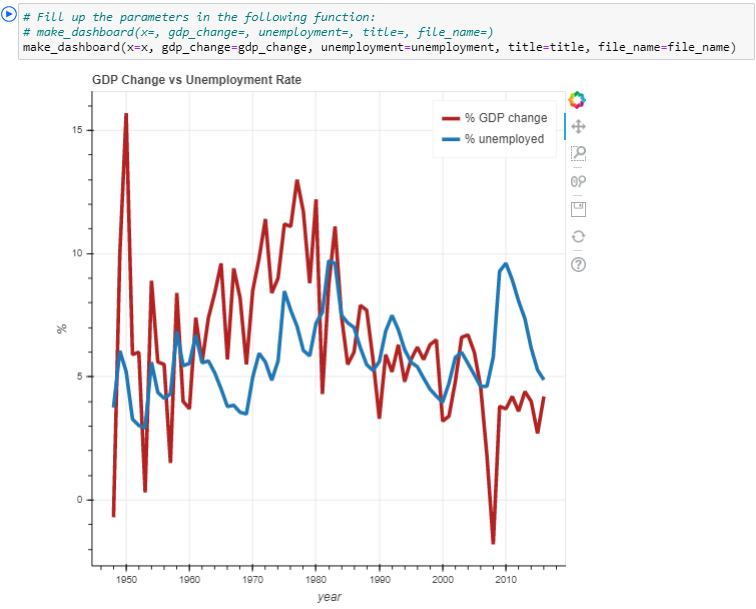 # Fill up the parameters in the following function:
# make_dashboard(x=, gdp_change=, unemployment=, title=, file_name=)
make_dashboard(x=x, gdp_change=gdp_change, unemployment=unemployment, title=title, file_name=file_name)
GDP Change vs Unemployment Rate
% GDP change
% unemployed
15
10
5
0
%
1950 1960 1970 1980 1990 2000 2010
year